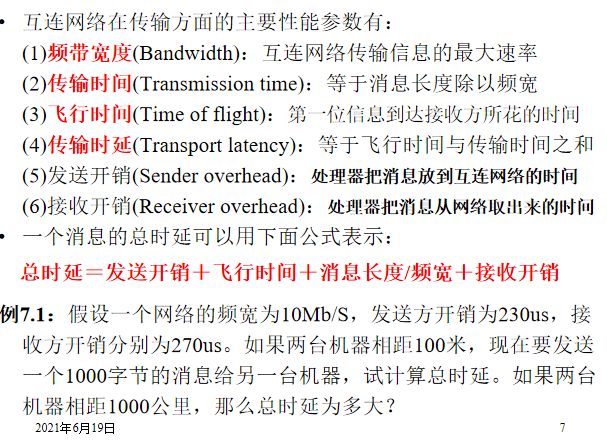 • 互连网络在传输方面的主要性能参数有：
(1)频带宽度(Bandwidth)：互连网络传输信息的最大速率
(2)传输时间(Transmission time)：等于消息长度除以频宽
(3)飞行时间(Time of flight)：第一位信息到达接收方所花的时间
(4)传输时延(Transport latency)：等于飞行时间与传输时间之和
(5)发送开销(Sender overhead)：处理器把消息放到互连网络的时间
(6)接收开销(Receiver overhead)：处理器把消息从网络取出来的时间
• 一个消息的总时延可以用下面公式表示：
总时延＝发送开销＋飞行时间＋消息长度/频宽＋接收开销
例7.1：假设一个网络的频宽为10Mb/S，发送方开销为230us，接
收方开销分别为270us。如果两台机器相距100米，现在要发送
一个1000字节的消息给另一台机器，试计算总时延。如果两台
机器相距1000公里，那么总时延为多大？
2021年6月19日
7